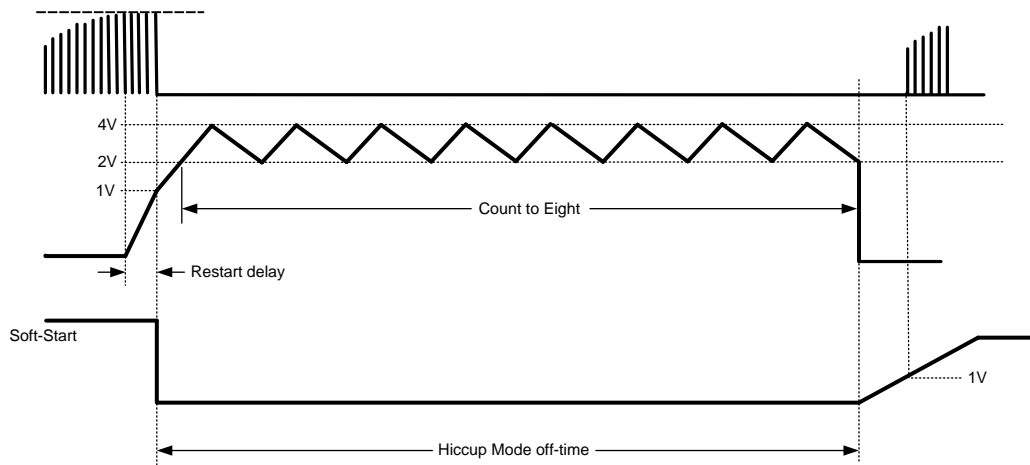 4V
2V
1V
Count to Eight
Restart delay
Soft-Start
1V
Hiccup Mode off-time